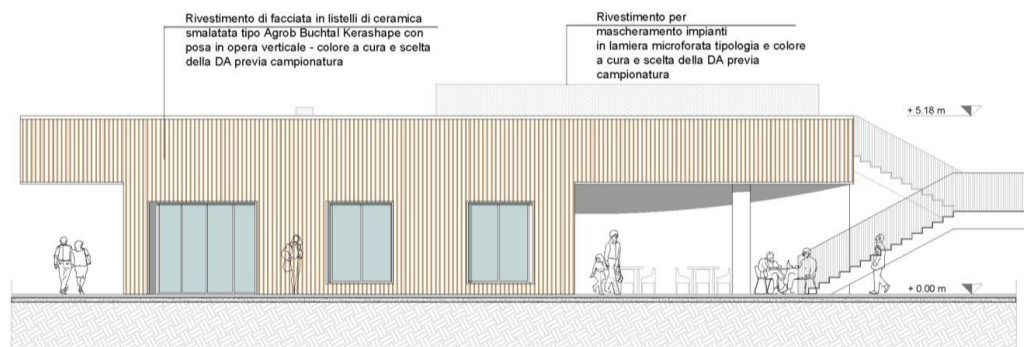 Rivestimento di facciata in listelli di ceramica
smalatata tipo Agrob Buchtal Kerashape con
posa in opera verticale - colore a cura e scelta
della DA previa campionatura
Rivestimento per
mascheramento impianti
in lamiera microforata tipologia e colore
a cura e scelta della DA previa
campionatura
+ 5.18 m
+ 0.00 m